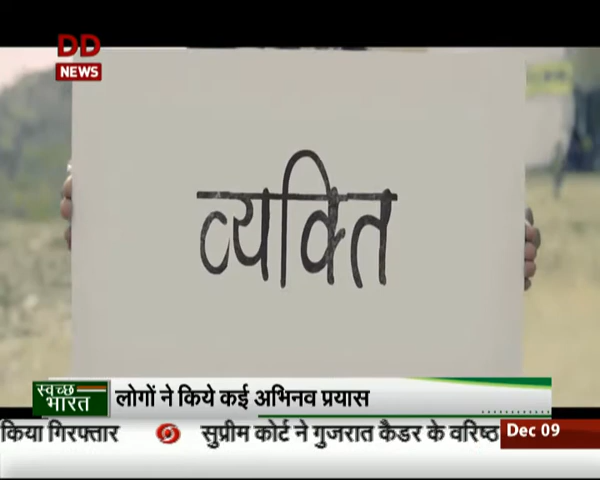 DD
NEWS
व्यक्ति
स्वच्छ
भारत
लोगों ने किये कई अभिनव प्रयास
किया गिरफ्तार सुप्रीम कोर्ट ने गुजरात कैडर के वरिष्ठ
Dec 09